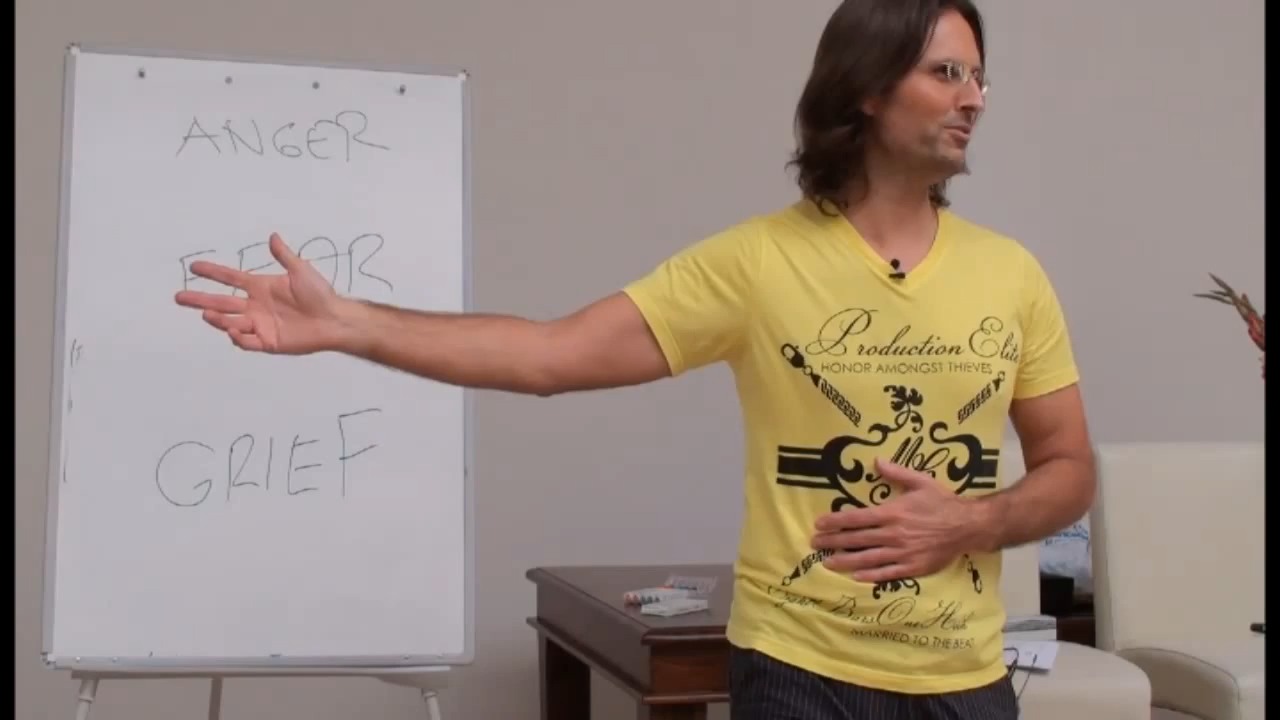 ANGER
FEAR
GRIEF
Production Elite
HONOR AMONGST THIEVES
MARRIED TO THE BEAT